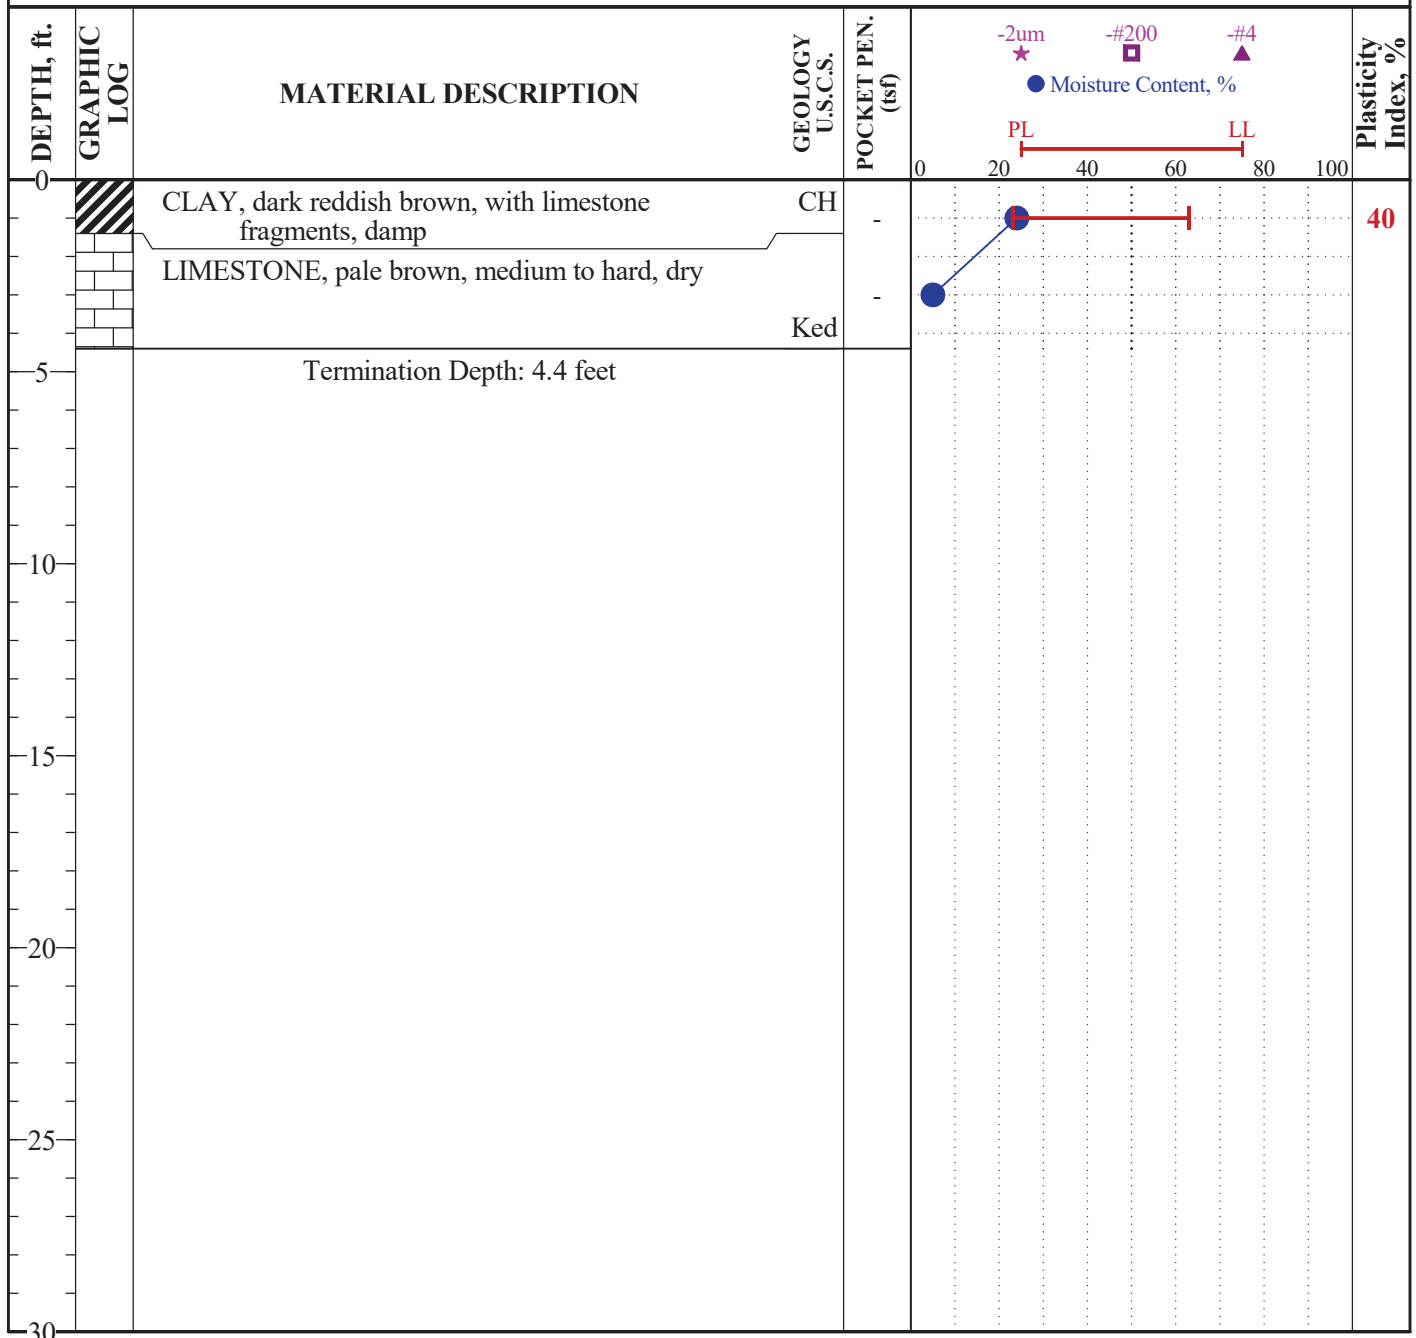 DEPTH, ft.
GRAPHIC
LOG
MATERIAL DESCRIPTION
GEOLOGY
U.S.C.S.
POCKET PEN.
(tsf)
-2um -#200 -#4
Moisture Content, %
PL LL
0 20 40 60 80 100
Plasticity
Index, %
0
CLAY, dark reddish brown, with limestone
fragments, damp
CH
-
40
LIMESTONE, pale brown, medium to hard, dry
-
Ked
5
Termination Depth: 4.4 feet
10
15
20
25
30